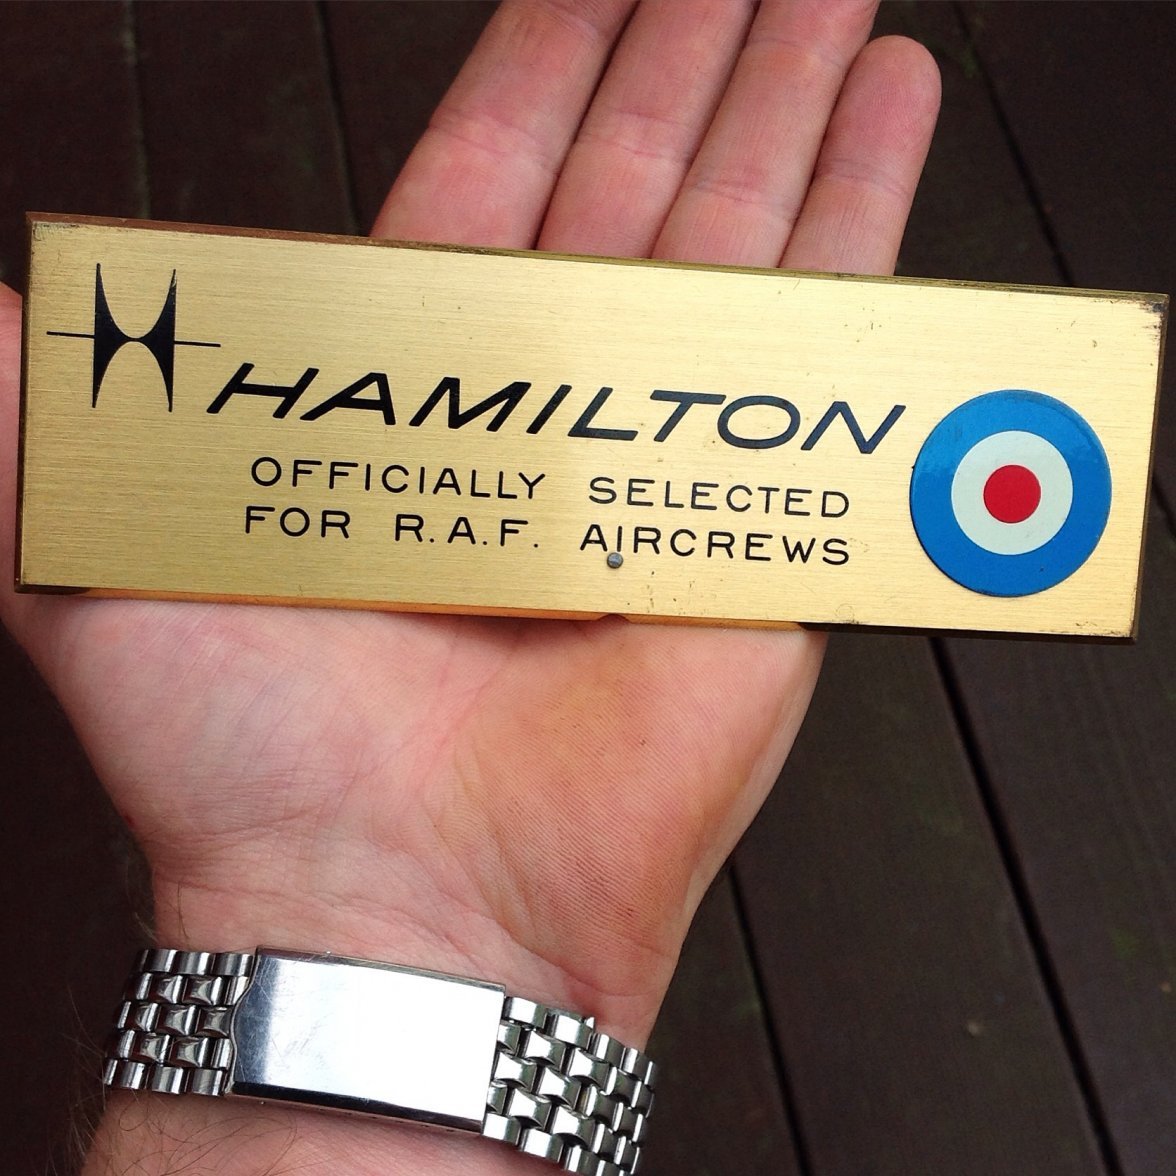 HAMILTON
OFFICIALLY SELECTED
FOR R.A.F. AIRCREWS